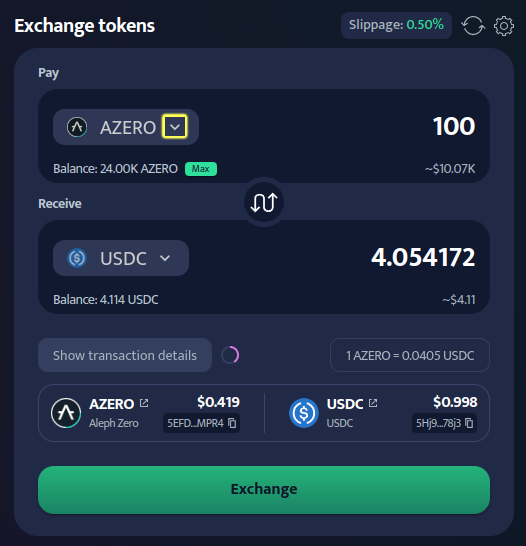 Exchange tokens
Slippage: 0.50%
Pay
AZERO
100
Balance: 24.00K AZERO Max
~$10.07K
Receive
USDC
4.054172
Balance: 4.114 USDC
~$4.11
Show transaction details
1 AZERO = 0.0405 USDC
AZERO $0.419
Aleph Zero 5EFD...MPR4
USDC $0.998
USDC 5Hj9...78j3
Exchange